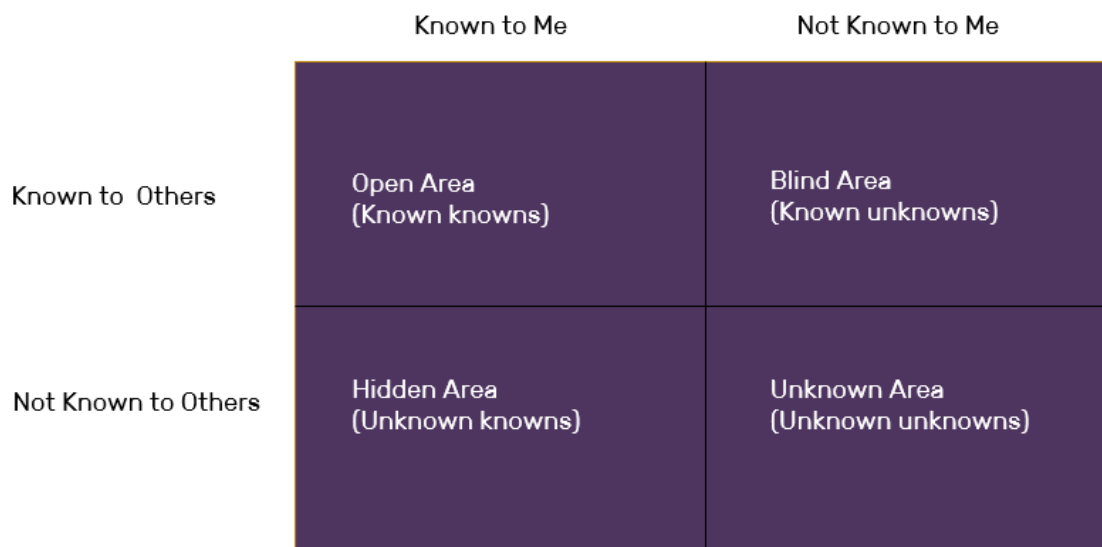 Known to Me
Not Known to Me
Known to  Others
Open Area
(Known knowns)
Blind Area
(Known unknowns)
Not Known to Others
Hidden Area
(Unknown knowns)
Unknown Area
(Unknown unknowns)